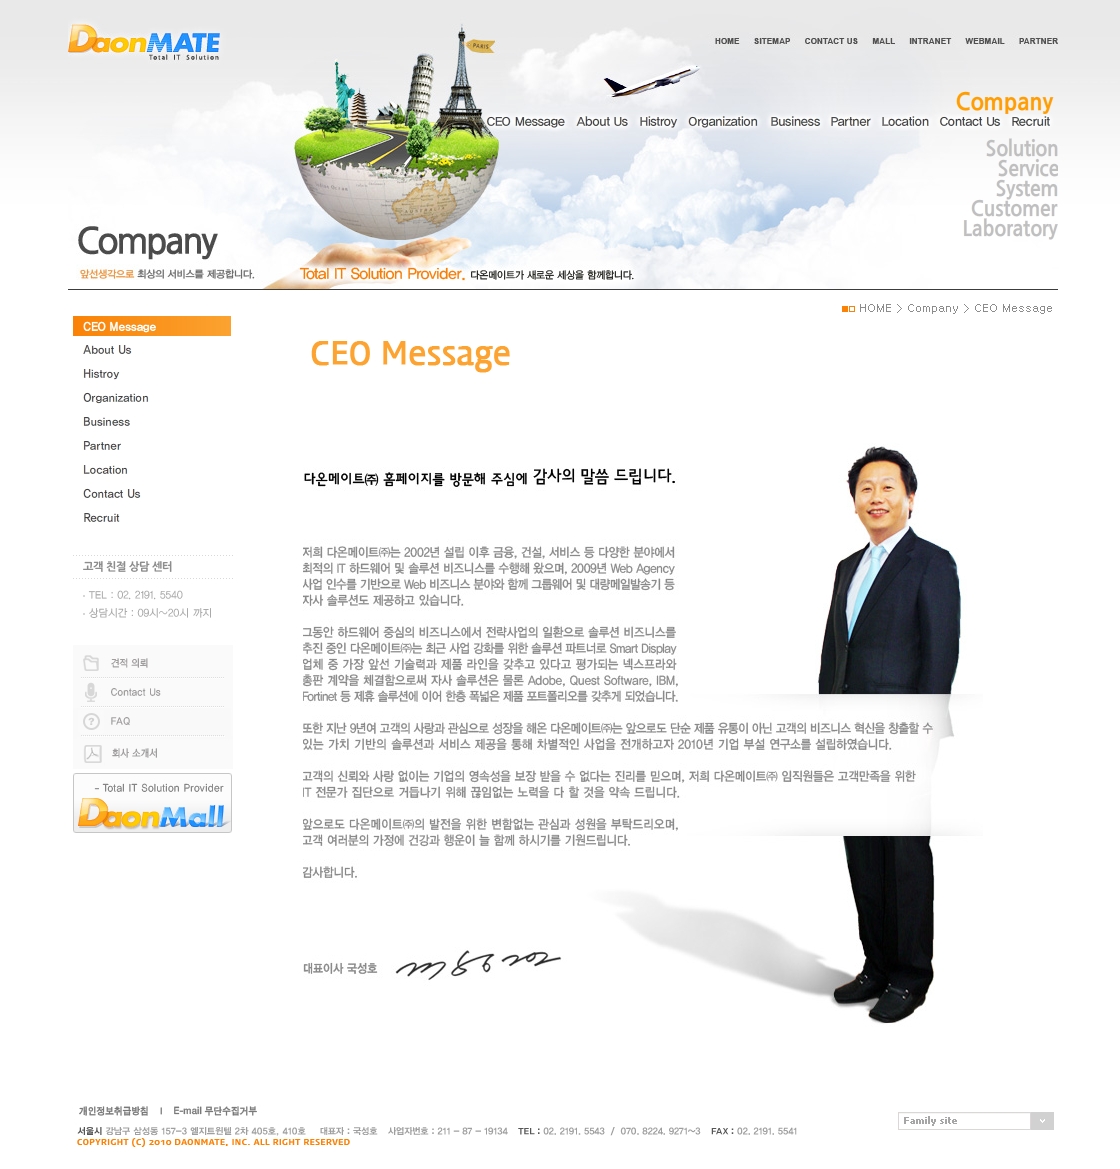 DaonMATE
Total IT Solution
HOME SITEMAP CONTACT US MALL INTRANET WEBMAIL PARTNER
PARIS
Company
CEO Message About Us Histroy Organization Business Partner Location Contact Us Recruit
Solution
Service
System
Customer
Laboratory
Company
앞선생각으로 최상의 서비스를 제공합니다.
Total IT Solution Provider. 다온메이트가 새로운 세상을 함께합니다.
HOME > Company > CEO Message
CEO Message
About Us
Histroy
Organization
Business
Partner
Location
Contact Us
Recruit
고객 친절 상담 센터
· TEL : 02. 2191. 5540
· 상담시간 : 09시~20시 까지
견적 의뢰
Contact Us
FAQ
회사 소개서
- Total IT Solution Provider
DaonMall
CEO Message
다온메이트㈜ 홈페이지를 방문해 주심에 감사의 말씀 드립니다.
저희 다온메이트㈜는 2002년 설립 이후 금융, 건설, 서비스 등 다양한 분야에서
최적의 IT 하드웨어 및 솔루션 비즈니스를 수행해 왔으며, 2009년 Web Agency
사업 인수를 기반으로 Web 비즈니스 분야와 함께 그룹웨어 및 대량메일발송기 등
자사 솔루션도 제공하고 있습니다.
그동안 하드웨어 중심의 비즈니스에서 전략사업의 일환으로 솔루션 비즈니스를
추진 중인 다온메이트㈜는 최근 사업 강화를 위한 솔루션 파트너로 Smart Display
업체 중 가장 앞선 기술력과 제품 라인을 갖추고 있다고 평가되는 넥스프라와
총판 계약을 체결함으로써 자사 솔루션은 물론 Adobe, Quest Software, IBM,
Fortinet 등 제휴 솔루션에 이어 한층 폭넓은 제품 포트폴리오를 갖추게 되었습니다.
또한 지난 9년여 고객의 사랑과 관심으로 성장을 해온 다온메이트㈜는 앞으로도 단순 제품 유통이 아닌 고객의 비즈니스 혁신을 창출할 수
있는 가치 기반의 솔루션과 서비스 제공을 통해 차별적인 사업을 전개하고자 2010년 기업 부설 연구소를 설립하였습니다.
고객의 신뢰와 사랑 없이는 기업의 영속성을 보장 받을 수 없다는 진리를 믿으며, 저희 다온메이트㈜ 임직원들은 고객만족을 위한
IT 전문가 집단으로 거듭나기 위해 끊임없는 노력을 다 할 것을 약속 드립니다.
앞으로도 다온메이트㈜의 발전을 위한 변함없는 관심과 성원을 부탁드리오며,
고객 여러분의 가정에 건강과 행운이 늘 함께 하시기를 기원드립니다.
감사합니다.
대표이사 국성호
개인정보취급방침 | E-mail 무단수집거부
서울시 강남구 삼성동 157-3 엘지트윈텔 2차 405호, 410호 대표자 : 국성호 사업자번호 : 211 - 87 - 19134 TEL : 02. 2191. 5543 / 070. 8224. 9271~3 FAX : 02. 2191. 5541
COPYRIGHT (C) 2010 DAONMATE, INC. ALL RIGHT RESERVED
Family site